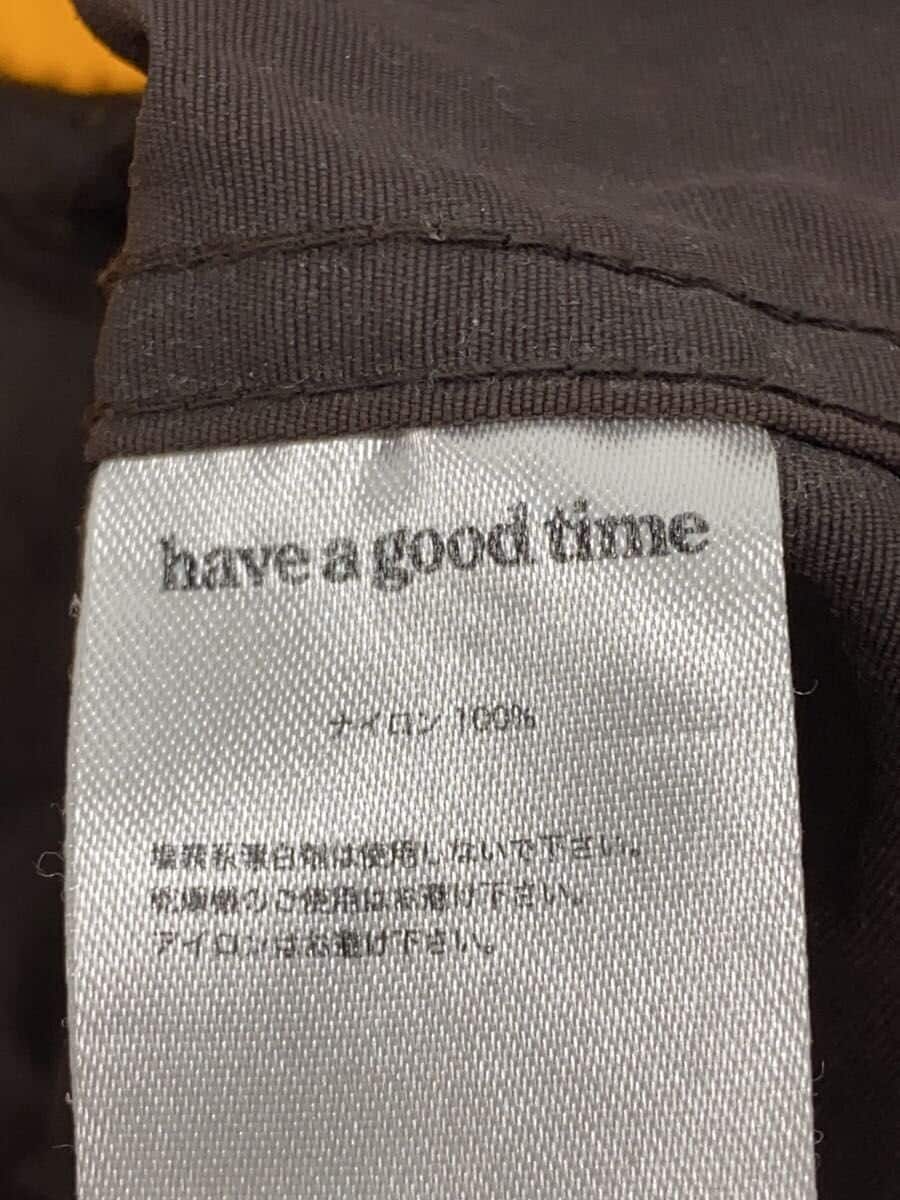 have a good time
ナイロン 100%
塩素系漂白剤は使用しないで下さい。
乾燥機のご使用はお避け下さい。
アイロンはお避け下さい。